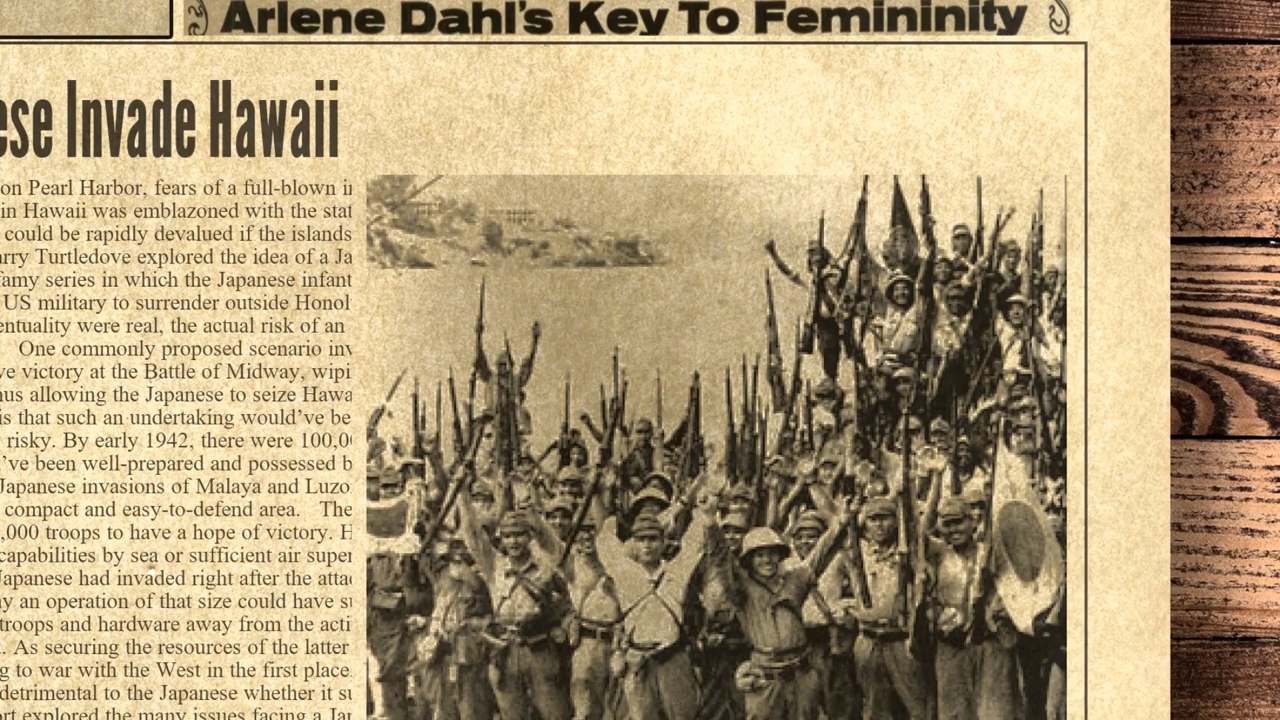 Arlene Dahl's Key To Femininity
ese Invade Hawaii
on Pearl Harbor, fears of a full-blown
in Hawaii was emblazoned with the stat
could be rapidly devalued if the islands
arry Turtledove explored the idea of a Ja
famy series in which the Japanese infant
US military to surrender outside Honol
entuality were real, the actual risk of an
One commonly proposed scenario inv
ve victory at the Battle of Midway, wipi
hus allowing the Japanese to seize Hawa
is that such an undertaking would've be
risky. By early 1942, there were 100,00
've been well-prepared and possessed b
Japanese invasions of Malaya and Luzo
compact and easy-to-defend area. The
,000 troops to have a hope of victory. H
capabilities by sea or sufficient air super
Japanese had invaded right after the atta
ny an operation of that size could have su
troops and hardware away from the acti
. As securing the resources of the latter
g to war with the West in the first place
detrimental to the Japanese whether it su
ort explored the many issues facing a Jap